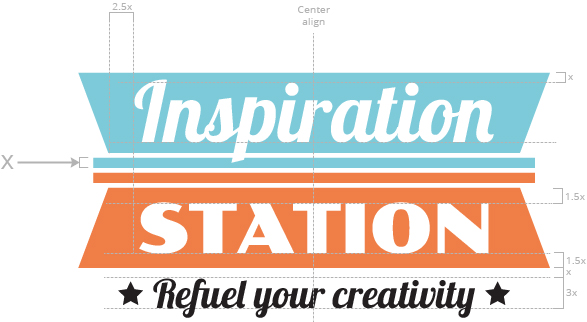 2.5x
Center
align
Inspiration
x
X
STATION
1.5x
1.5x
x
Refuel your creativity
3x